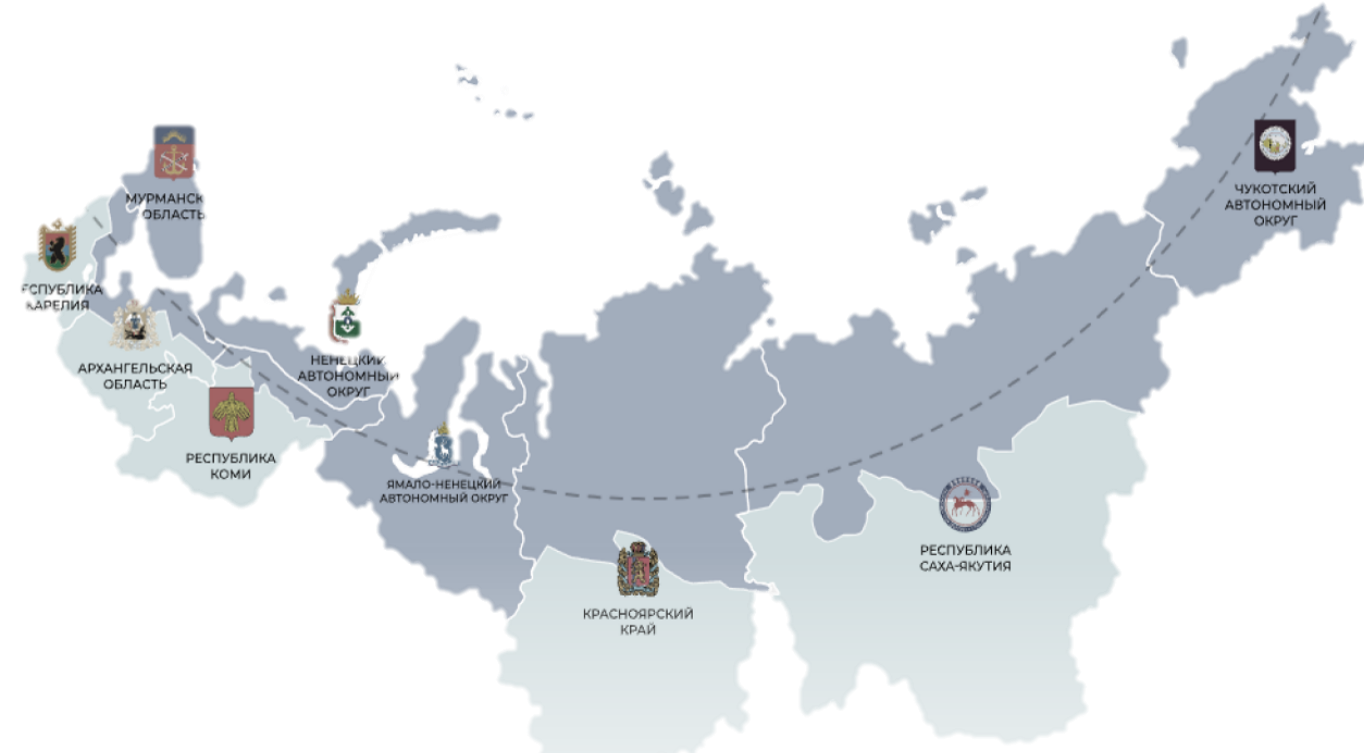 МУРМАНСК
ОБЛАСТЬ
ЕСПУБЛИКА
КАРЕЛИЯ
АРХАНГЕЛЬСКАЯ
ОБЛАСТЬ
РЕСПУБЛИКА
КОМИ
НЕНЕЦКИЙ
АВТОНОМНЫЙ
ОКРУГ
ЯМАЛО-НЕНЕЦКИЙ
АВТОНОМНЫЙ ОКРУГ
КРАСНОЯРСКИЙ
КРАЙ
РЕСПУБЛИКА
САХА-ЯКУТИЯ
ЧУКОТСКИЙ
АВТОНОМНЫЙ
ОКРУГ